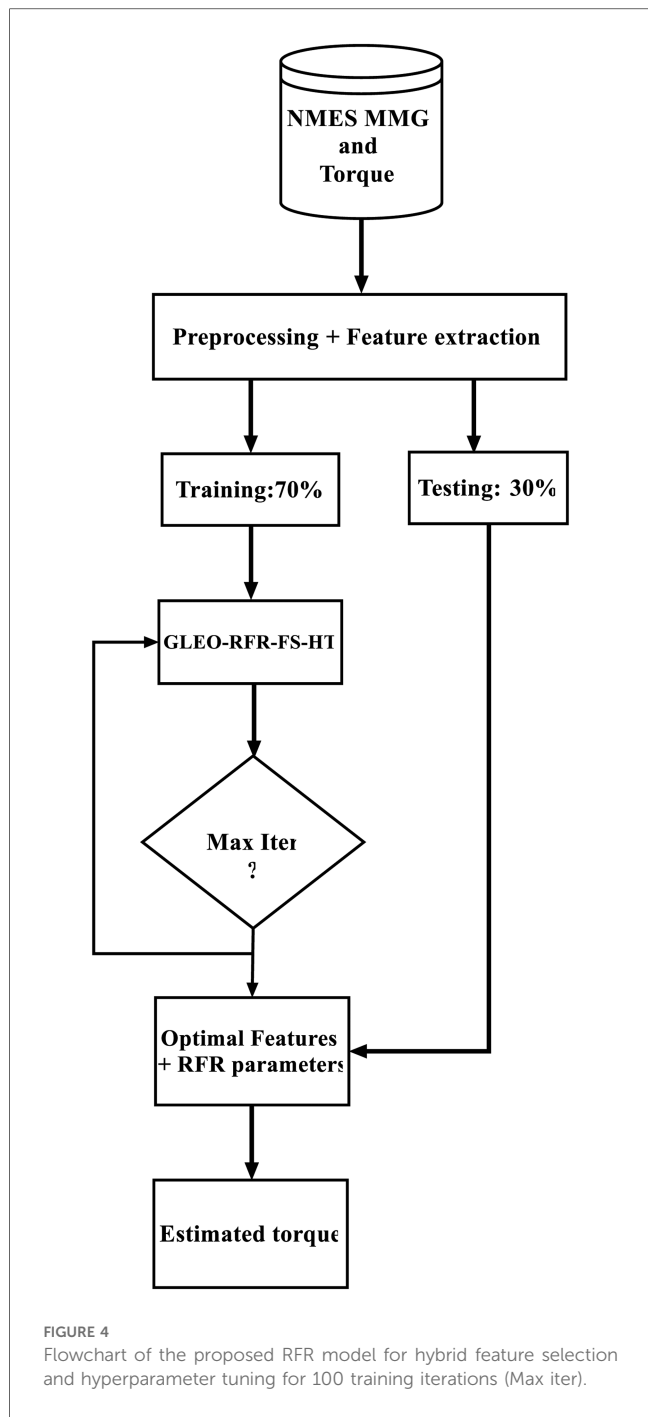 NMES MMG
and
Torque
Preprocessing + Feature extraction
Training:70%
Testing: 30%
GLEO-RFR-FS-HT
Max Iter
?
Optimal Features
+ RFR parameters
Estimated torque
FIGURE 4
Flowchart of the proposed RFR model for hybrid feature selection
and hyperparameter tuning for 100 training iterations (Max iter).